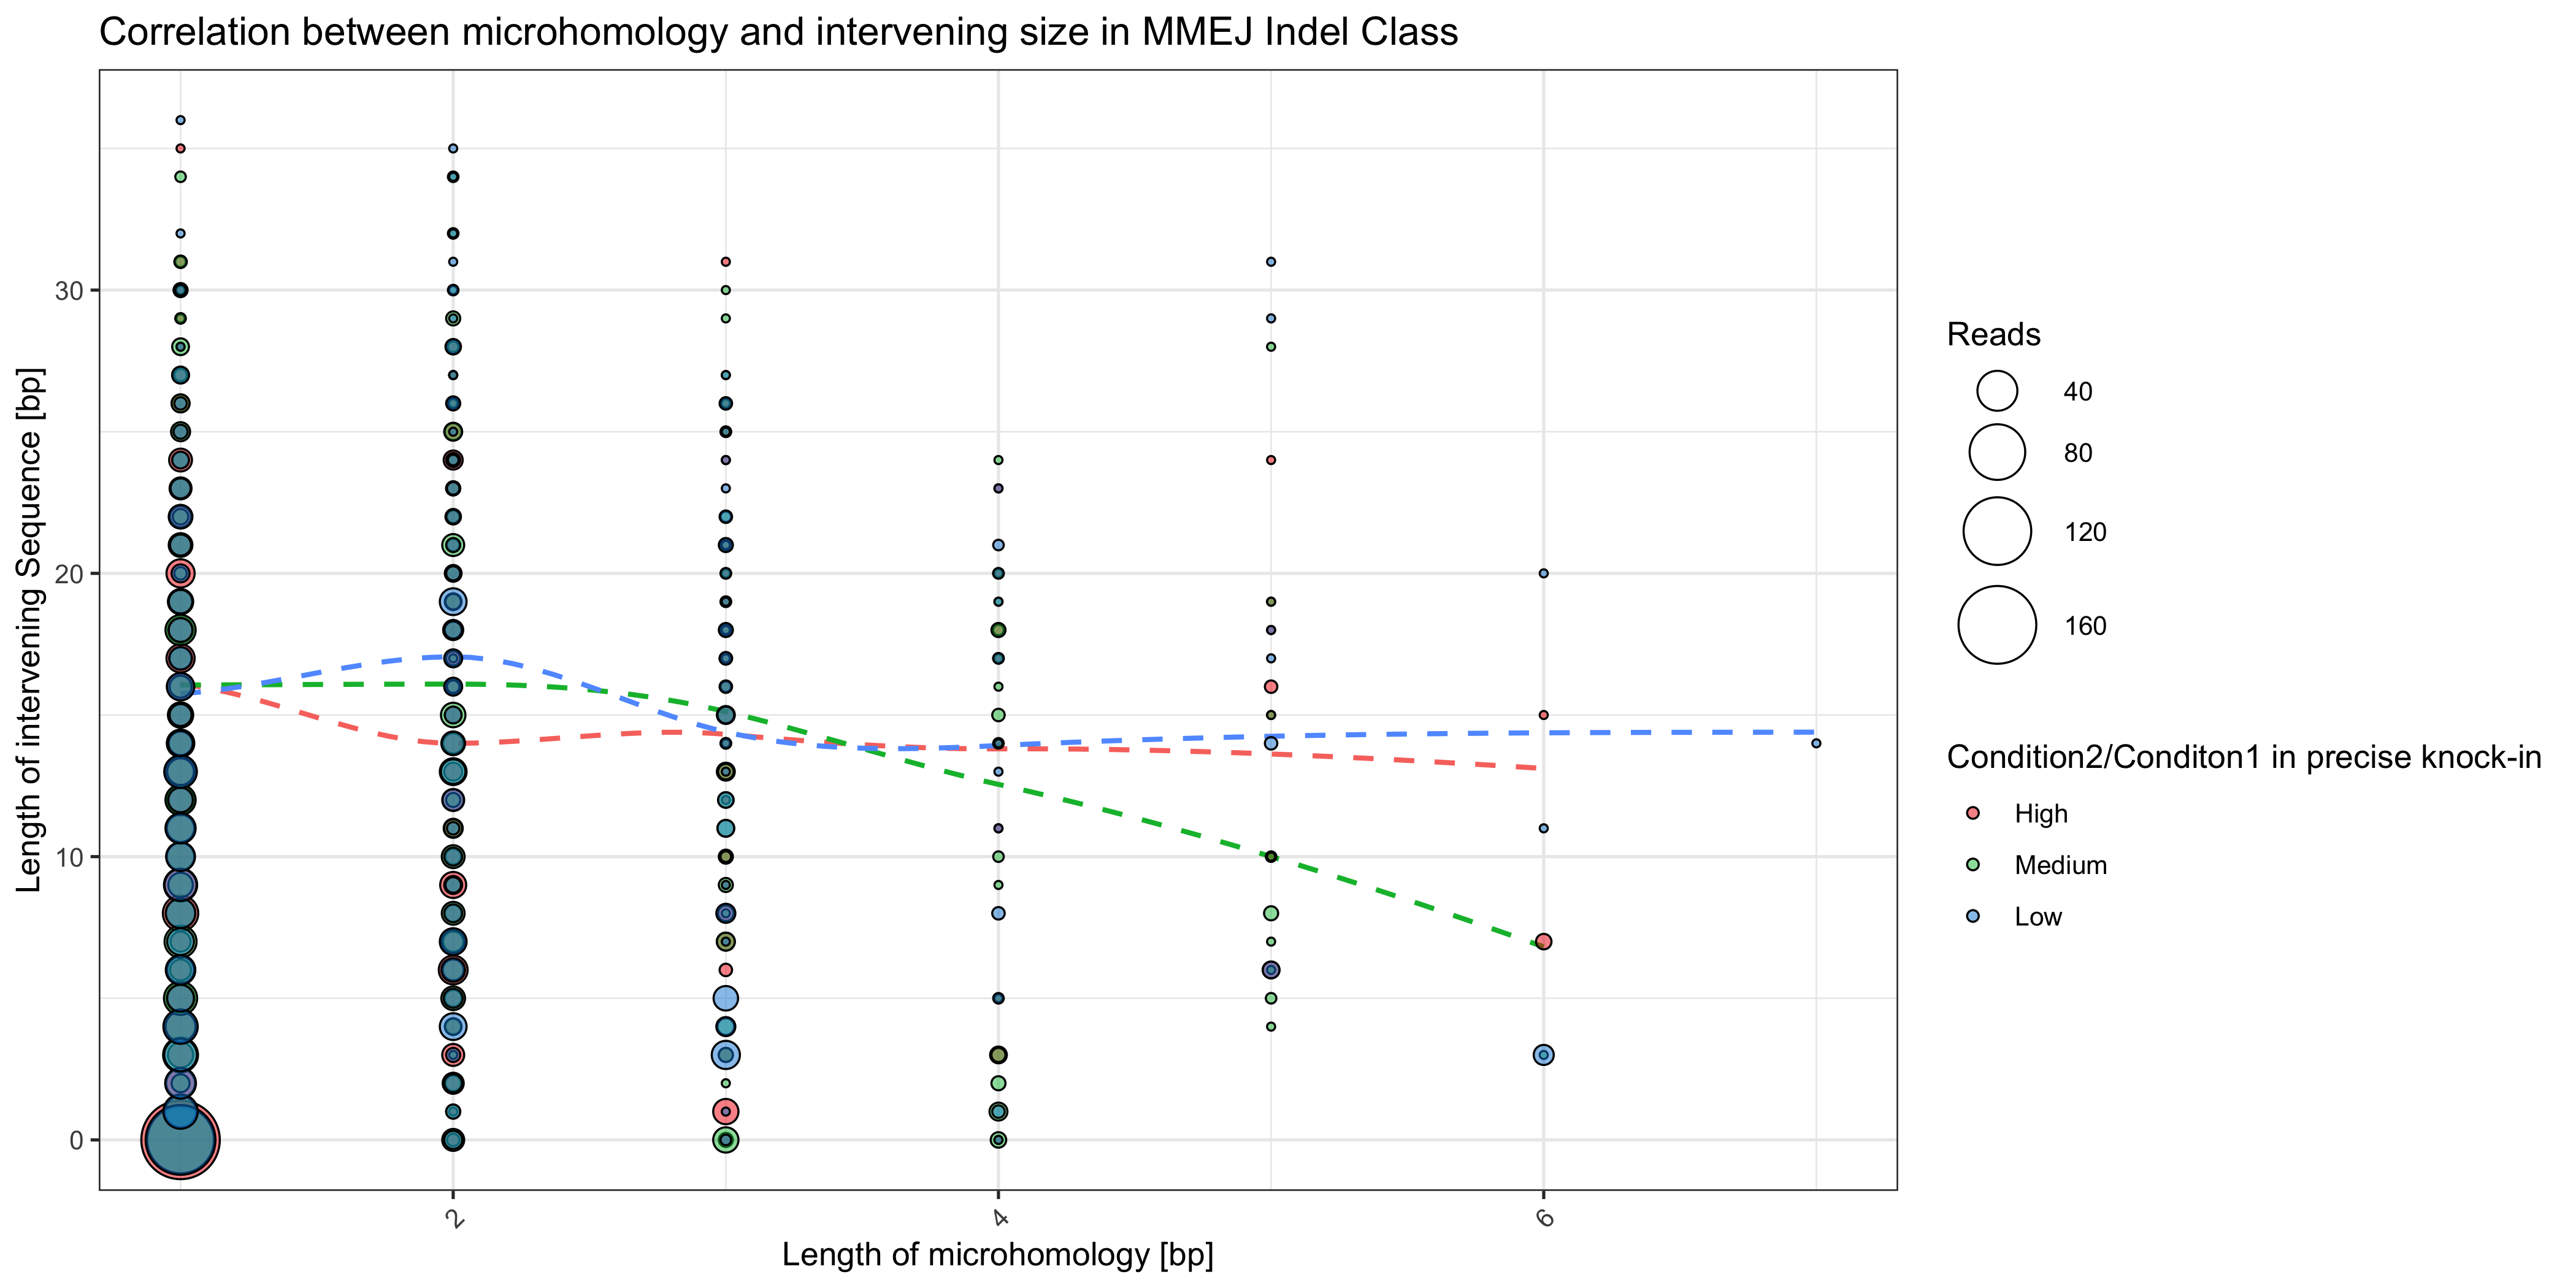 Correlation between microhomology and intervening size in MMEJ Indel Class
Length of intervening Sequence [bp]
30
20
10
0
2
4
6
Length of microhomology [bp]
Reads
40
80
120
160
Condition2/Conditon1 in precise knock-in
High
Medium
Low